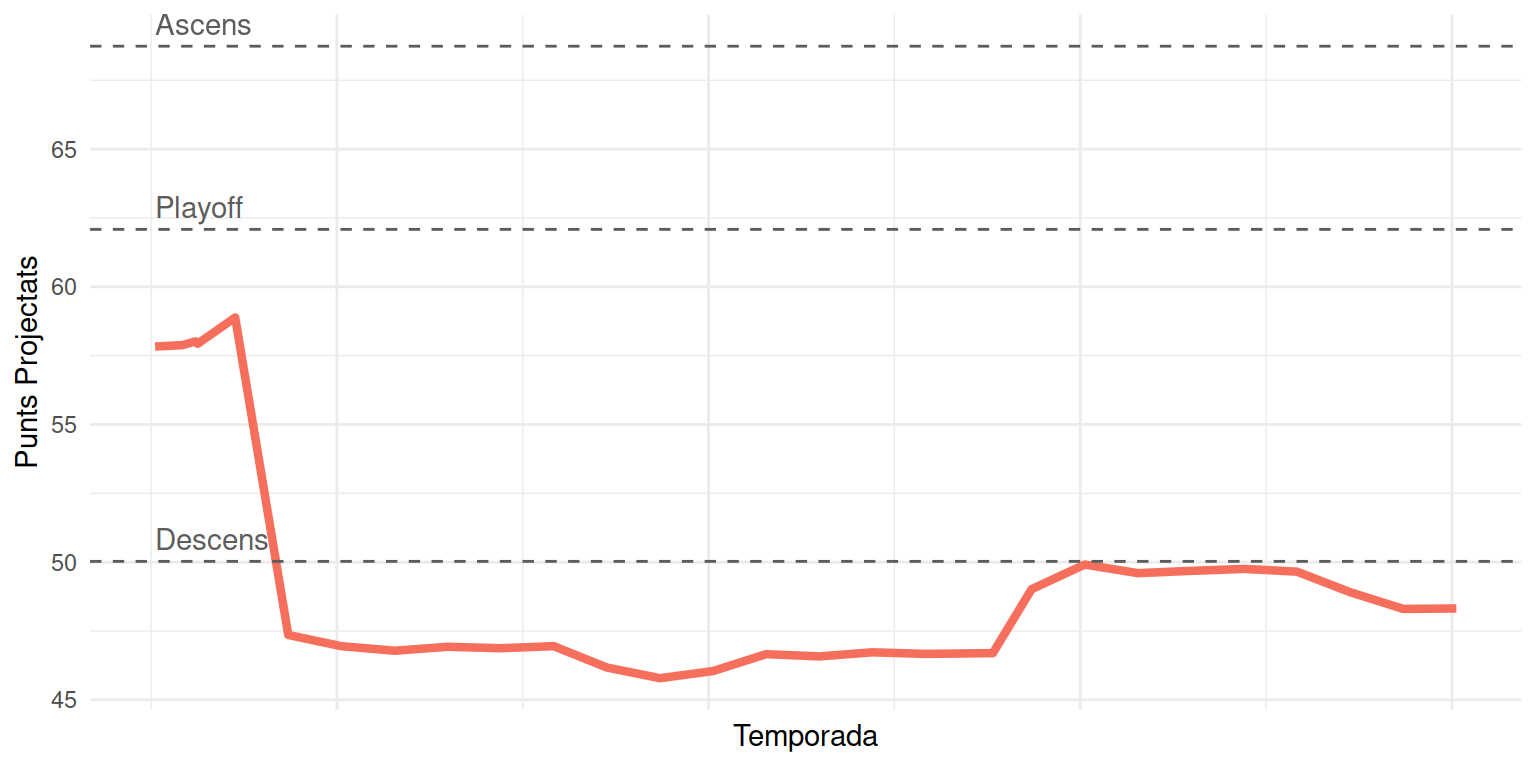 Ascens
65
Playoff
60
55
Descens
50
45
Punts Projectats
Temporada